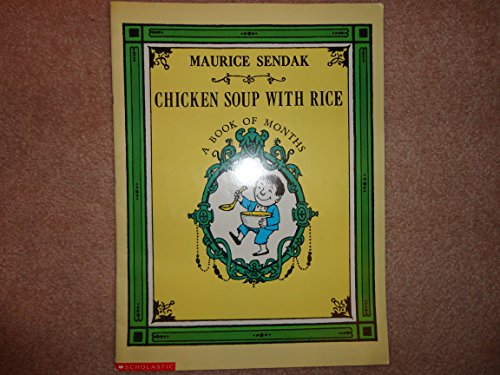 MAURICE SENDAK
CHICKEN SOUP WITH RICE
A BOOK OF MONTHS
SCHOLASTIC